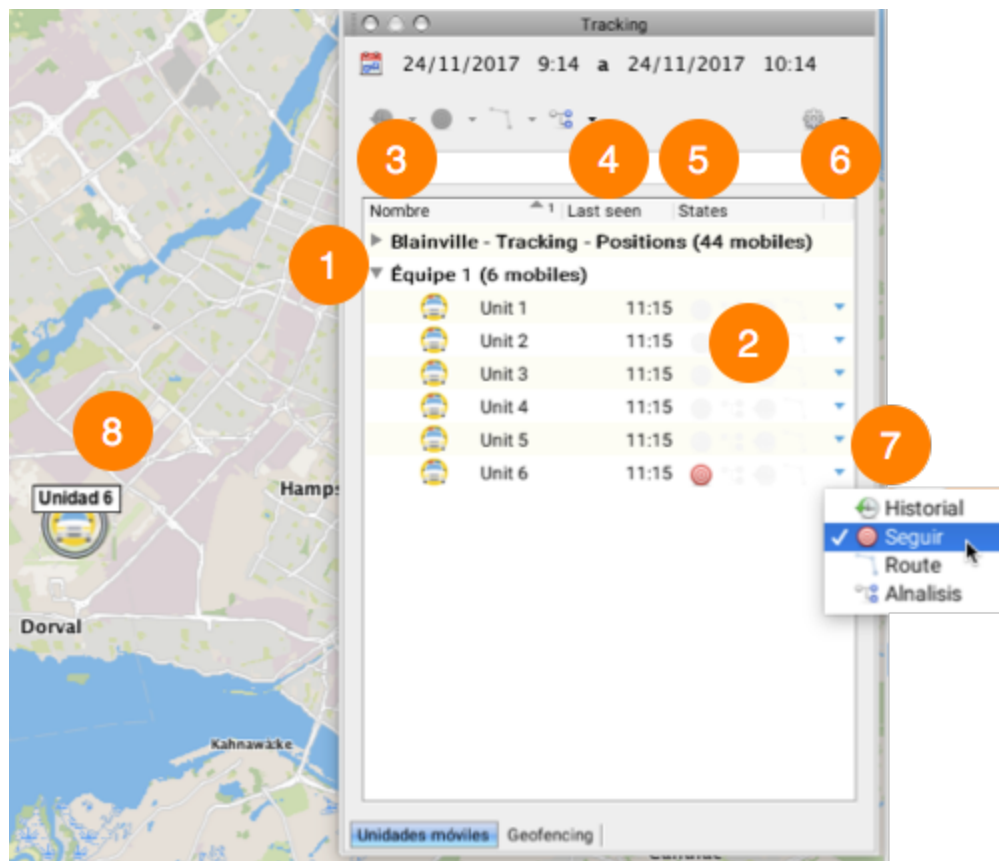 Tracking
24/11/2017 9:14 a 24/11/2017 10:14
3
4
5
6
Nombre 1 Last seen States
Blainville - Tracking - Positions (44 mobiles)
1
Équipe 1 (6 mobiles)
Unit 1 11:15
Unit 2 11:15
2
Unit 3 11:15
Unit 4 11:15
8
Unit 5 11:15
7
Unit 6 11:15
Unidad 6
Hamps
Historial
Seguir
Route
Alnalisis
Dorval
Kahnawake
Unidades móviles Geofencing